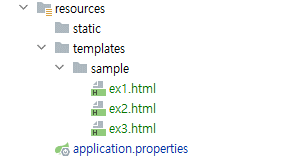 resources
static
templates
sample
ex1.html
ex2.html
ex3.html
application.properties